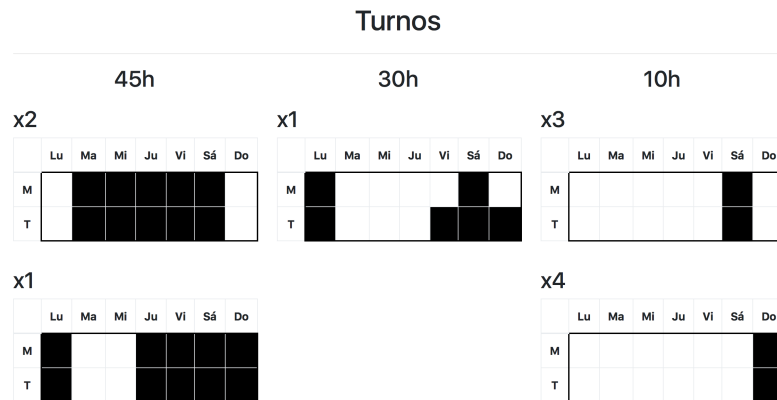 Turnos
45h 30h 10h
x2 x1 x3
Lu Ma Mi Ju Vi Sá Do Lu Ma Mi Ju Vi Sá Do Lu Ma Mi Ju Vi Sá Do
M M M
T T T
x1 x4
Lu Ma Mi Ju Vi Sá Do Lu Ma Mi Ju Vi Sá Do
M M
T T